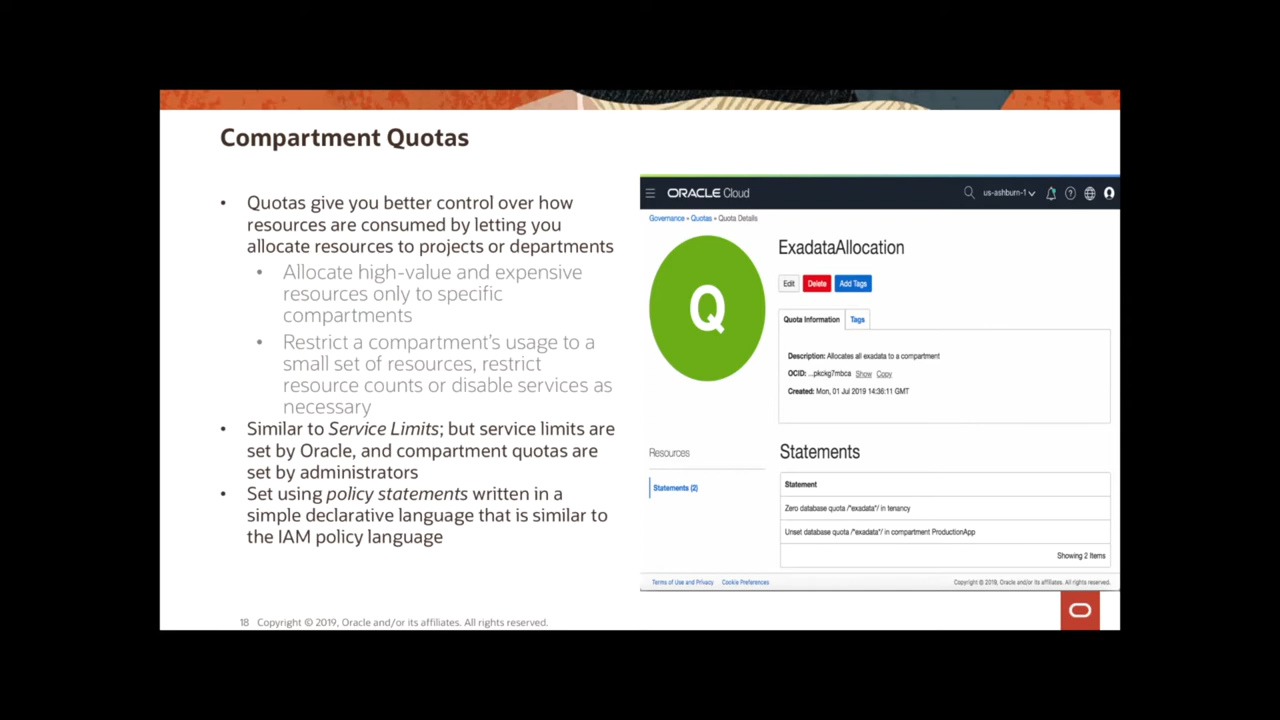 Compartment Quotas
• Quotas give you better control over how
resources are consumed by letting you
allocate resources to projects or departments
• Allocate high-value and expensive
resources only to specific
compartments
• Restrict a compartment's usage to a
small set of resources, restrict
resource counts or disable services as
necessary
• Similar to Service Limits; but service limits are
set by Oracle, and compartment quotas are
set by administrators
• Set using policy statements written in a
simple declarative language that is similar to
the IAM policy language
ORACLE Cloud
us-ashburn-1
Governance » Quotas » Quota Details
Q
ExadataAllocation
Edit Delete Add Tags
Quota Information Tags
Description: Allocates all exadata to a compartment
OCID: ...pkckg7mbca Show Copy
Created: Mon, 01 Jul 2019 14:36:11 GMT
Resources
Statements (2)
Statements
Statement
Zero database quota /*exadata*/ in tenancy
Unset database quota /*exadata*/ in compartment ProductionApp
Showing 2 Items
Terms of Use and Privacy Cookie Preferences
Copyright © 2019, Oracle and/or its affiliates. All rights reserved.
18 Copyright © 2019, Oracle and/or its affiliates. All rights reserved.